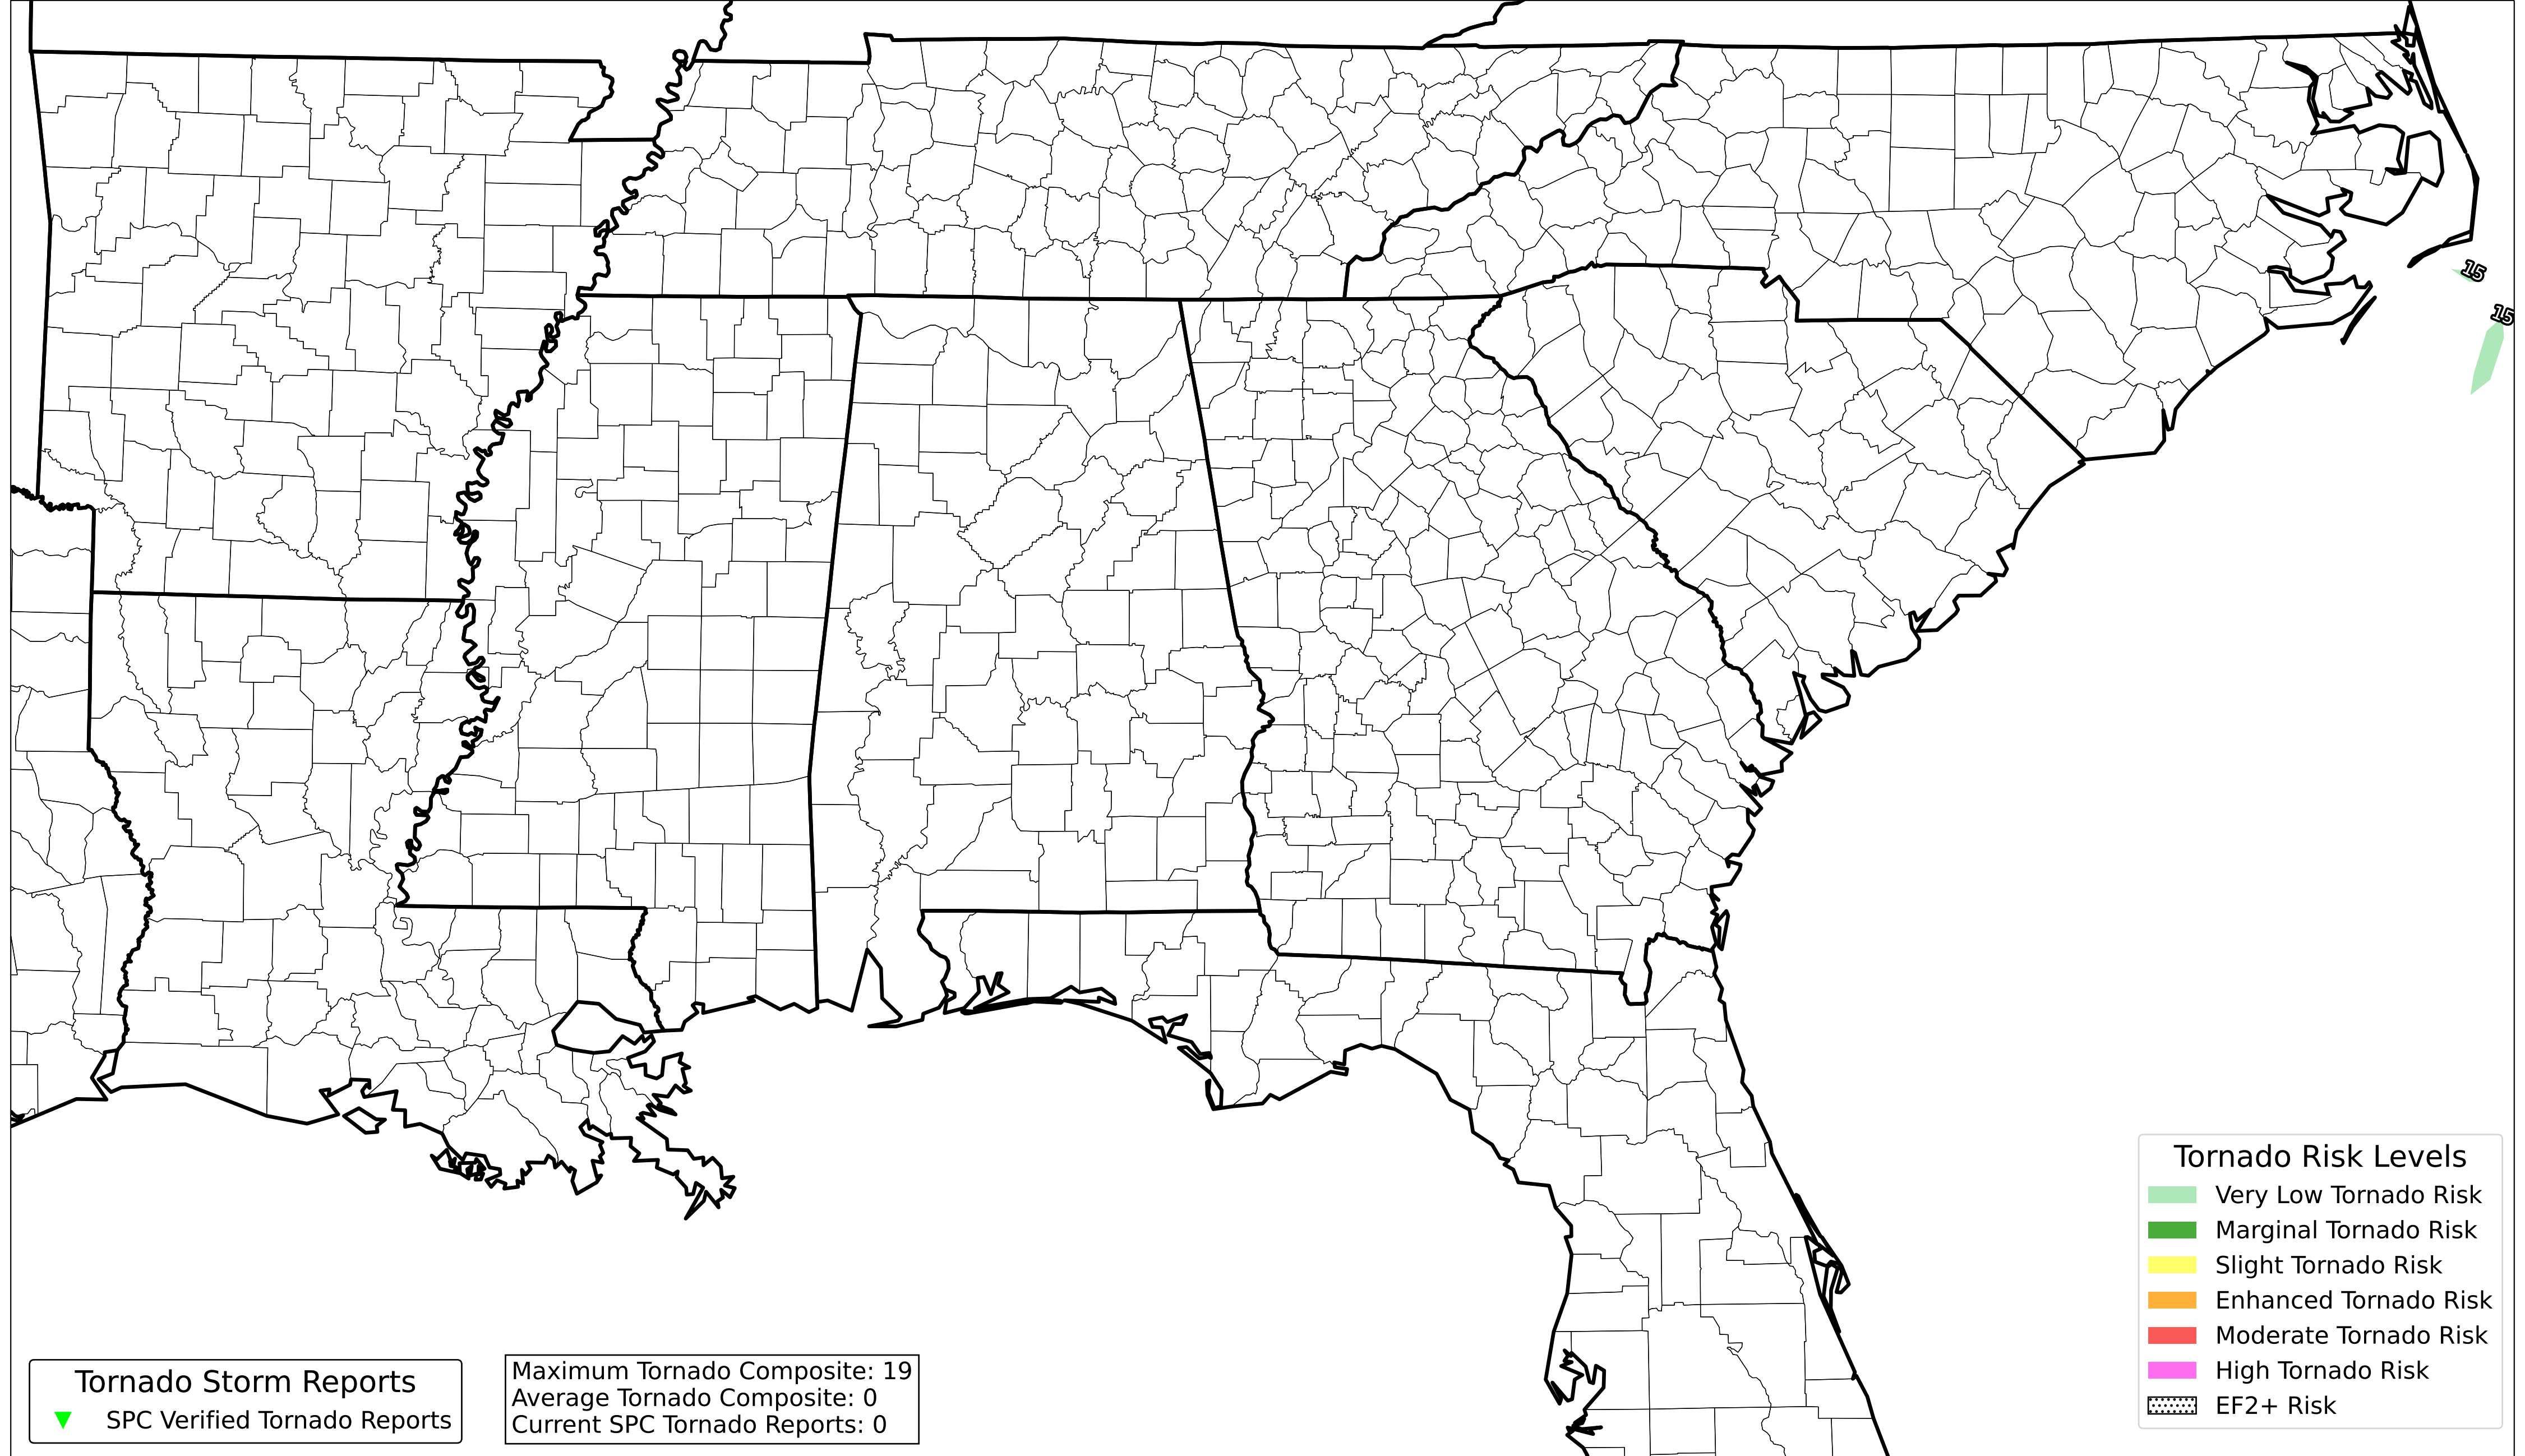 15
15
Tornado Risk Levels
Very Low Tornado Risk
Marginal Tornado Risk
Slight Tornado Risk
Enhanced Tornado Risk
Moderate Tornado Risk
High Tornado Risk
EF2+ Risk
Tornado Storm Reports
SPC Verified Tornado Reports
Maximum Tornado Composite: 19
Average Tornado Composite: 0
Current SPC Tornado Reports: 0